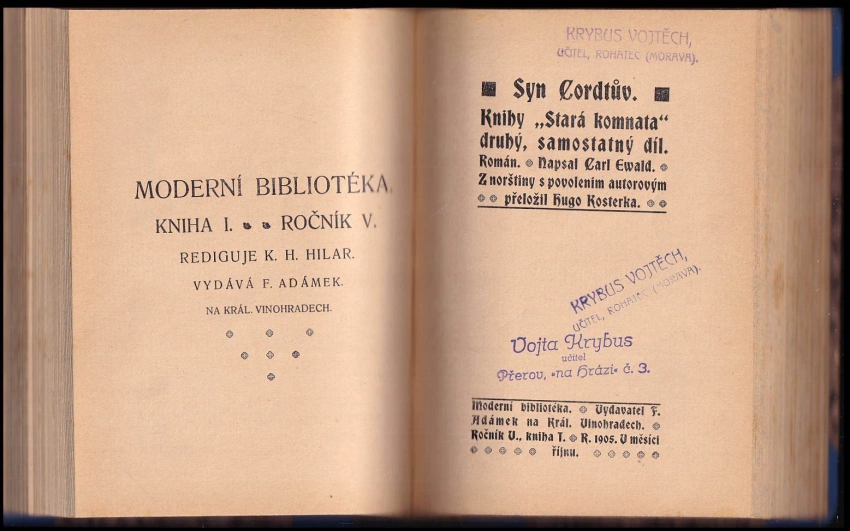 MODERNÍ BIBLIOTÉKA.
KNIHA I. ROČNÍK V.
REDIGUJE K. H. HILAR.
VYDÁVÁ F. ADÁMEK.
NA KRÁL. VINOHRADECH.
KRYBUS VOJTĚCH,
UČITEL, ROHATEC (MORAVA).
Syn Cordtův.
Knihy „Stará komnata“
druhý, samostatný díl.
Román. Napsal Carl Ewald.
Z norštiny s povolením autorovým
přeložil Hugo Kosterka.
KRYBUS VOJTĚCH,
UČITEL, ROHATEC (MORAVA).
Vojta Krybus
učitel
Přerov, „na hrázi“ č. 3.
Moderní bibliotéka. Vydavatel F.
Adámek na Král. Vinohradech.
Ročník V., kniha I. R. 1905. V měsíci
říjnu.